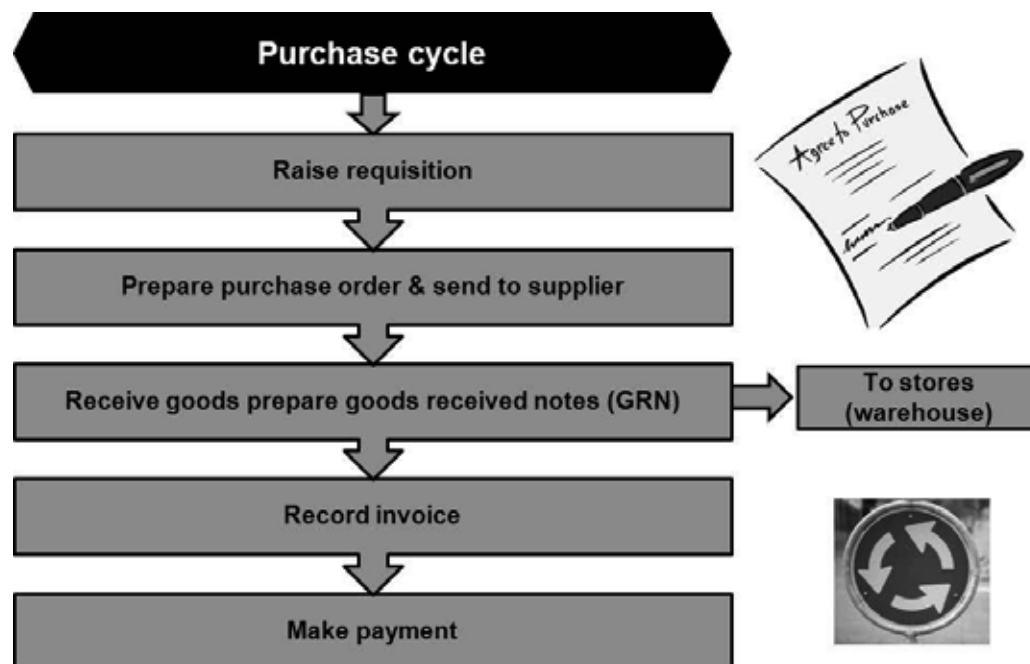 Purchase cycle
Raise requisition
Agree to Purchase
Prepare purchase order & send to supplier
Receive goods prepare goods received notes (GRN)
To stores
(warehouse)
Record invoice
Make payment